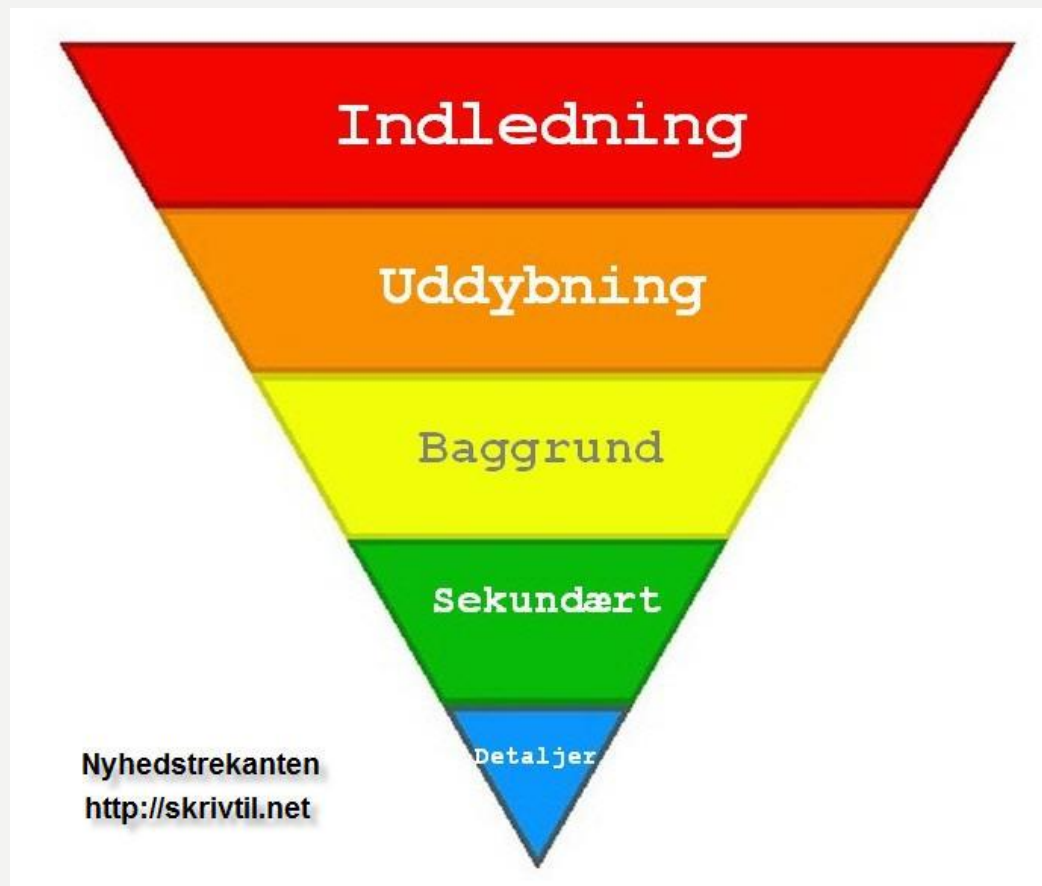 Indledning
Uddybning
Baggrund
Sekundært
Detaljer
Nyhedstrekanten
http://skrivtil.net